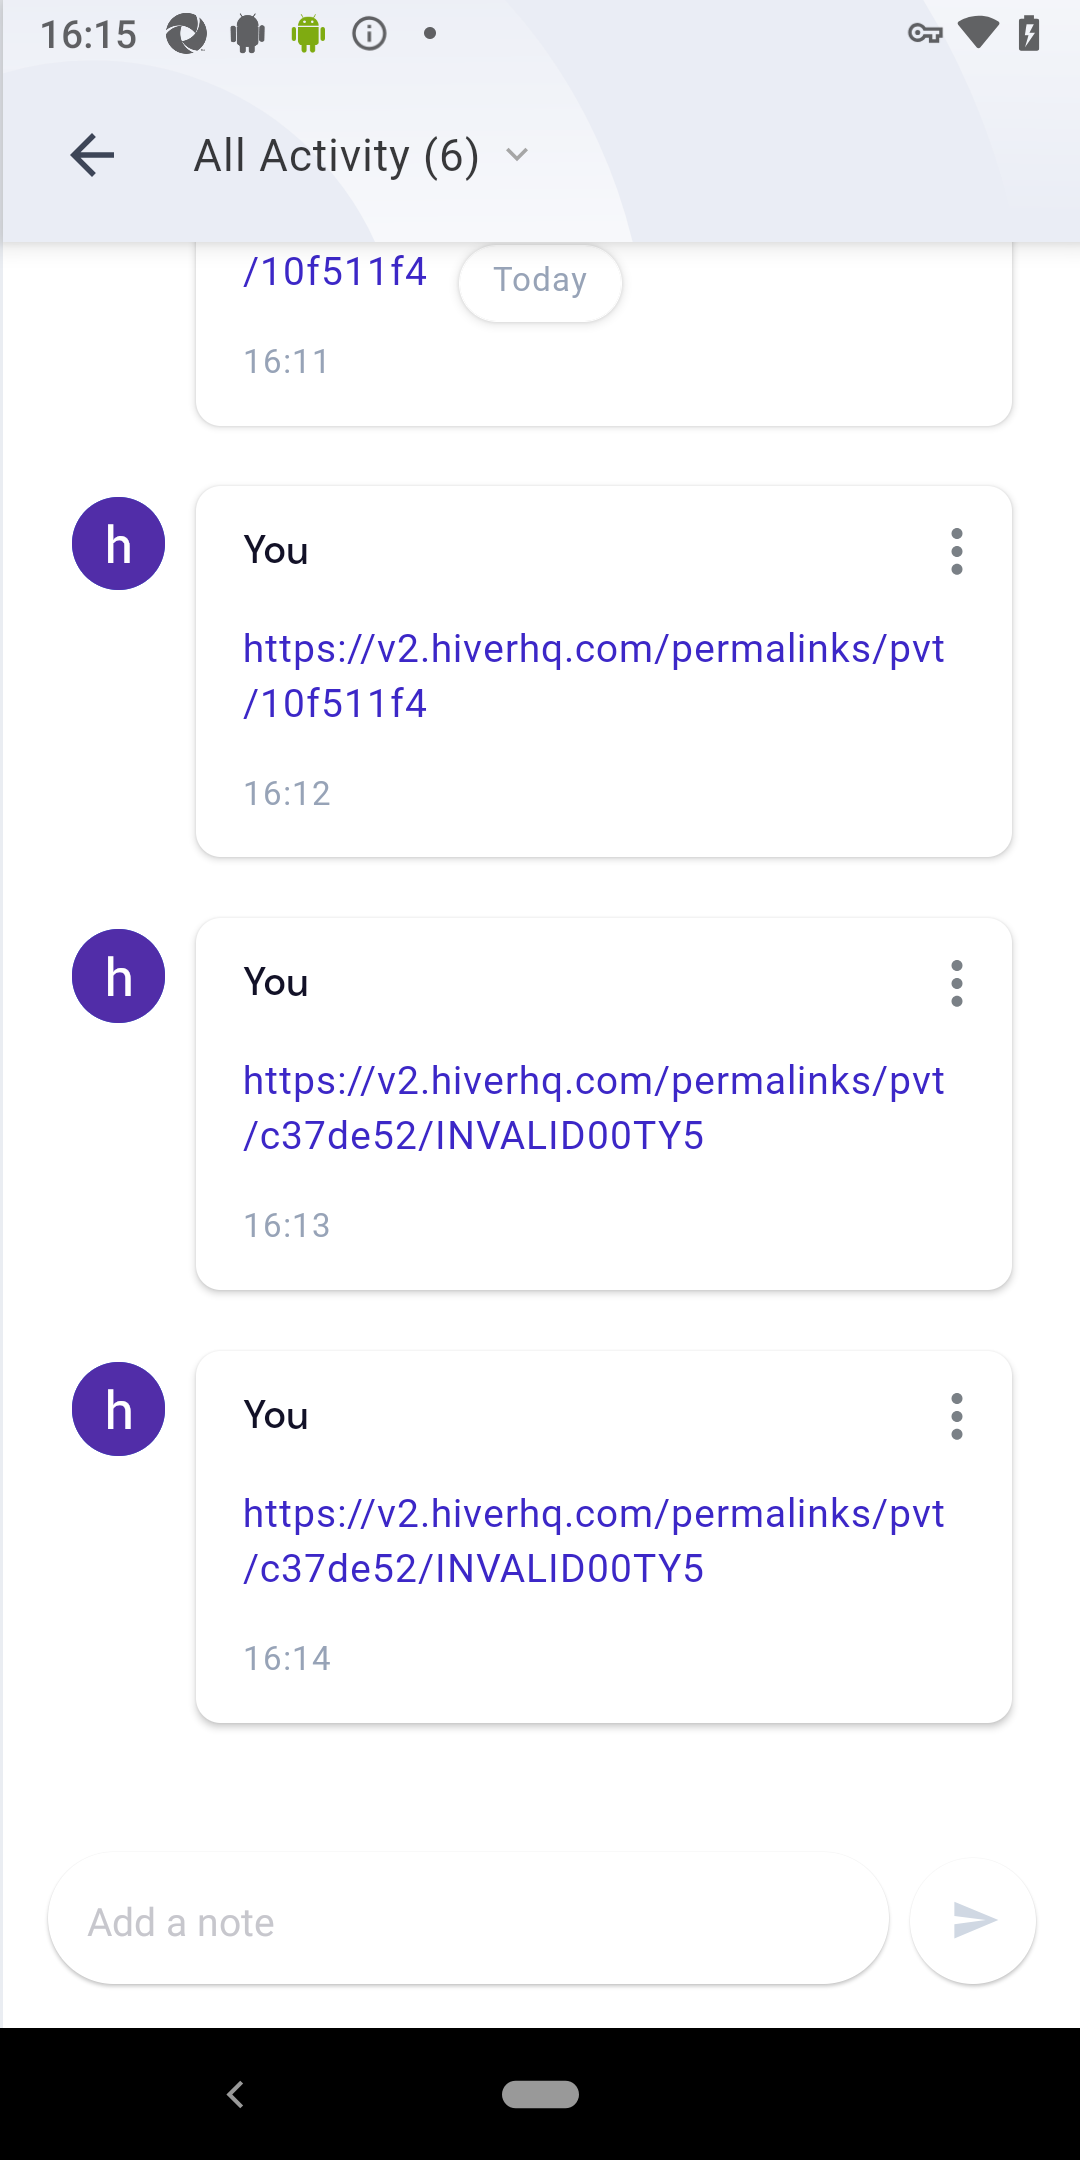 16:15
All Activity (6)
/10f511f4
Today
16:11
h
You
https://v2.hiverhq.com/permalinks/pvt
/10f511f4
16:12
h
You
https://v2.hiverhq.com/permalinks/pvt
/c37de52/INVALID00TY5
16:13
h
You
https://v2.hiverhq.com/permalinks/pvt
/c37de52/INVALID00TY5
16:14
Add a note